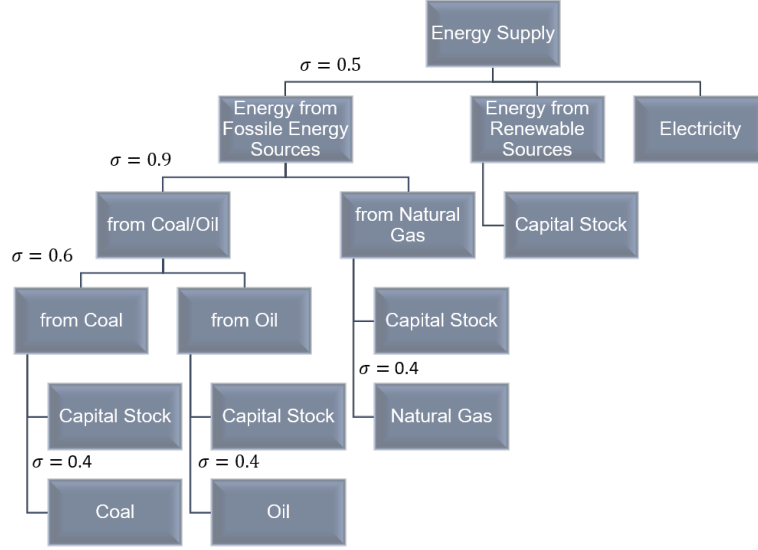 Energy Supply
σ = 0.5
Energy from
Fossile Energy
Sources
Energy from
Renewable
Sources
Electricity
σ = 0.9
from Coal/Oil
from Natural
Gas
Capital Stock
σ = 0.6
from Coal
from Oil
Capital Stock
σ = 0.4
Natural Gas
Capital Stock
Capital Stock
σ = 0.4
σ = 0.4
Coal
Oil